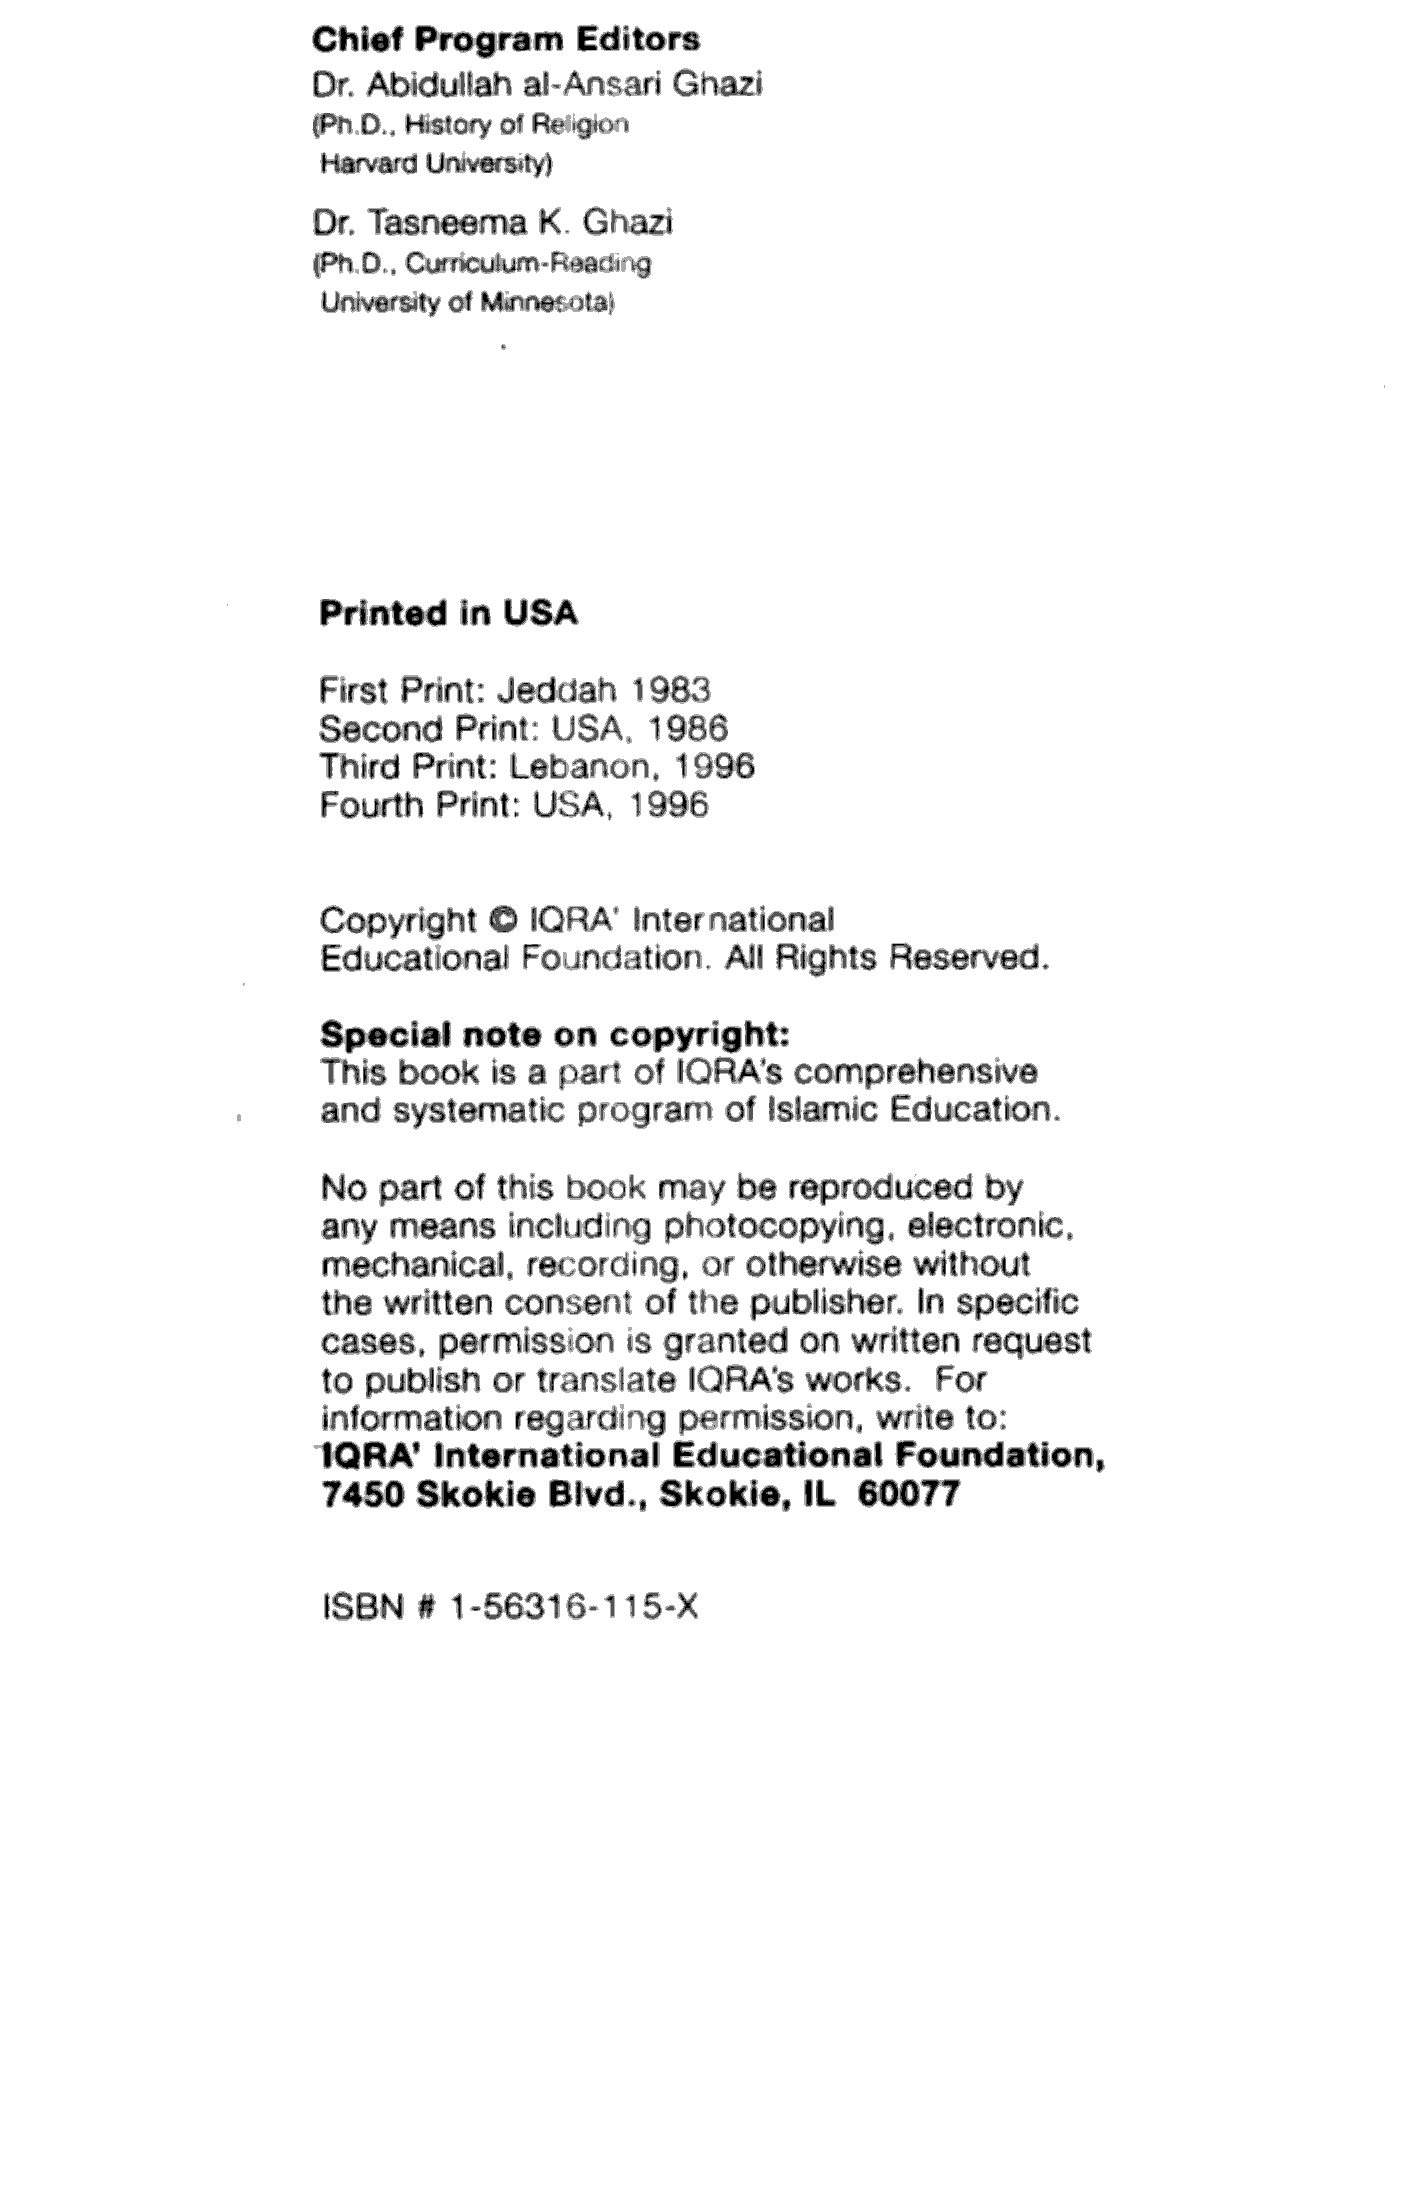 Chief Program Editors
Dr. Abidullah al-Ansari Ghazi
(Ph.D., History of Religion
Harvard University)
Dr. Tasneema K. Ghazi
(Ph.D., Curriculum-Reading
University of Minnesota)
Printed in USA
First Print: Jeddah 1983
Second Print: USA, 1986
Third Print: Lebanon, 1996
Fourth Print: USA, 1996
Copyright © IQRA' International
Educational Foundation. All Rights Reserved.
Special note on copyright:
This book is a part of IQRA's comprehensive
and systematic program of Islamic Education.
No part of this book may be reproduced by
any means including photocopying, electronic,
mechanical, recording, or otherwise without
the written consent of the publisher. In specific
cases, permission is granted on written request
to publish or translate IQRA's works. For
information regarding permission, write to:
IQRA' International Educational Foundation,
7450 Skokie Blvd., Skokie, IL 60077
ISBN # 1-56316-115-X